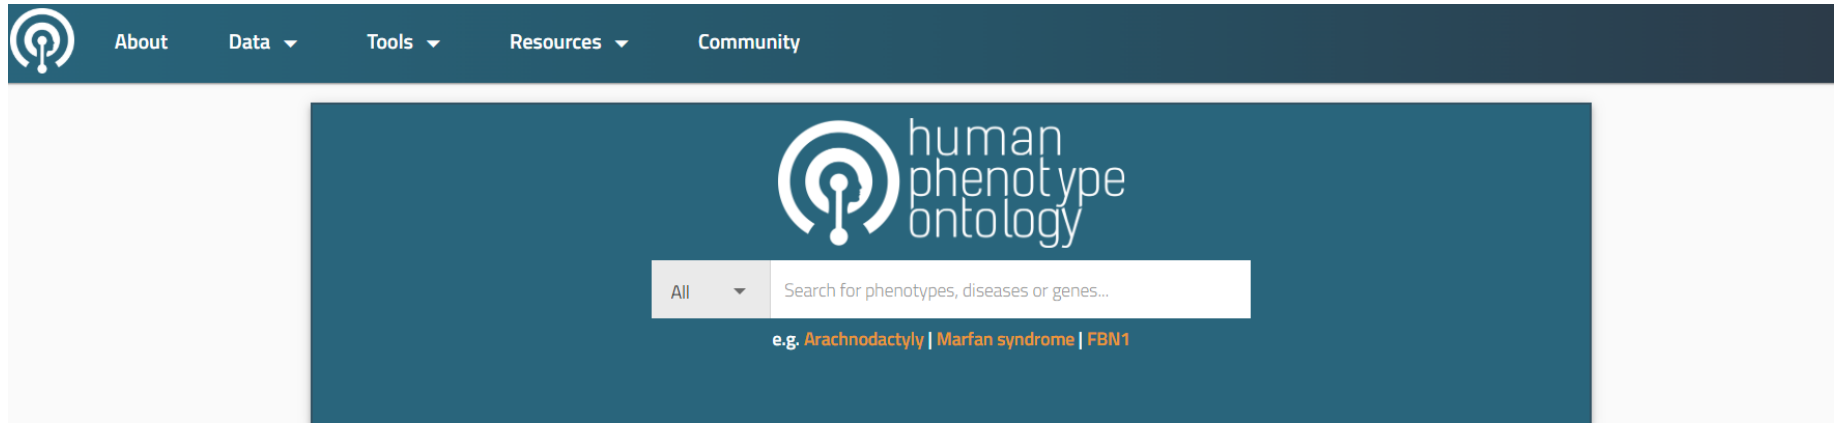 About Data Tools Resources Community
human
phenotype
ontology
All Search for phenotypes, diseases or genes...
e.g. Arachnodactyly | Marfan syndrome | FBN1